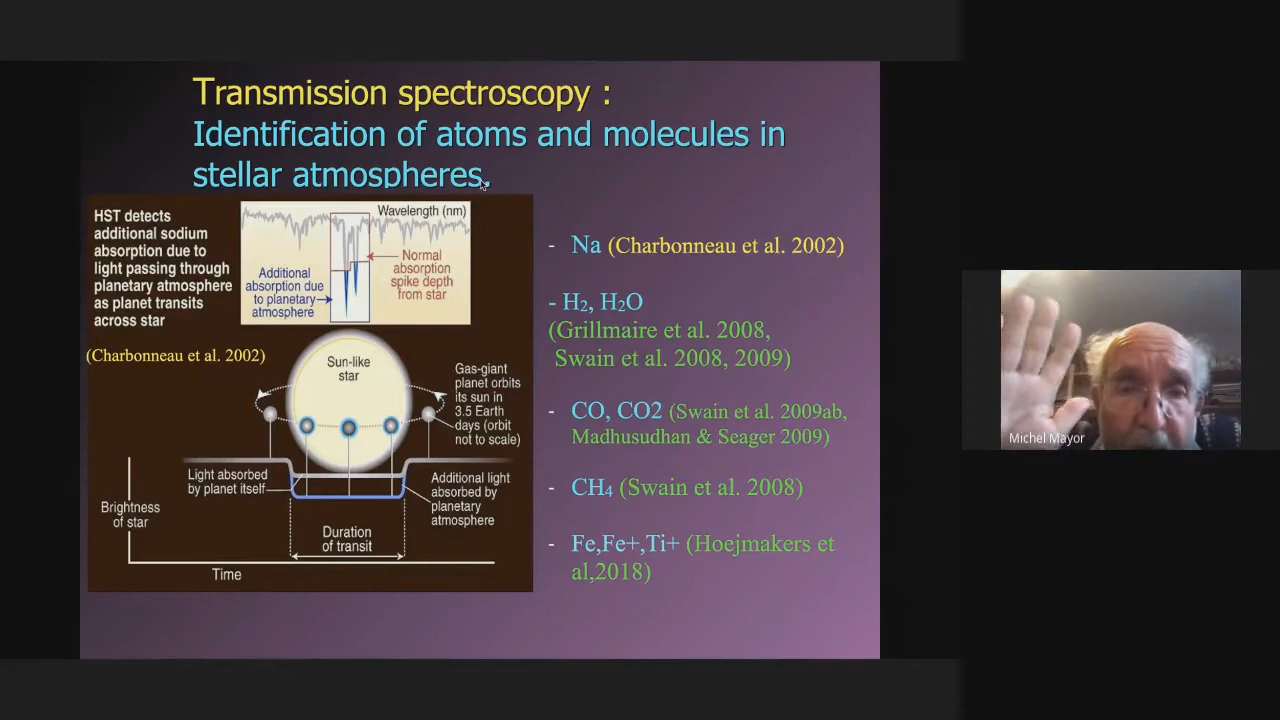 Transmission spectroscopy :
Identification of atoms and molecules in
stellar atmospheres.
HST detects
additional sodium
absorption due to
light passing through
planetary atmosphere
as planet transits
across star
(Charbonneau et al. 2002)
Wavelength (nm)
Normal
absorption
spike depth
from star
Additional
absorption due
to planetary
atmosphere
Sun-like
star
Gas-giant
planet orbits
its sun in
3.5 Earth
days (orbit
not to scale)
Light absorbed
by planet itself
Additional light
absorbed by
planetary
atmosphere
Brightness
of star
Duration
of transit
Time
- Na (Charbonneau et al. 2002)
- H₂, H₂O
(Grillmaire et al. 2008,
Swain et al. 2008, 2009)
- CO, CO2 (Swain et al. 2009ab,
Madhusudhan & Seager 2009)
- CH₄ (Swain et al. 2008)
- Fe,Fe+,Ti+ (Hoejmakers et
al,2018)
Michel Mayor